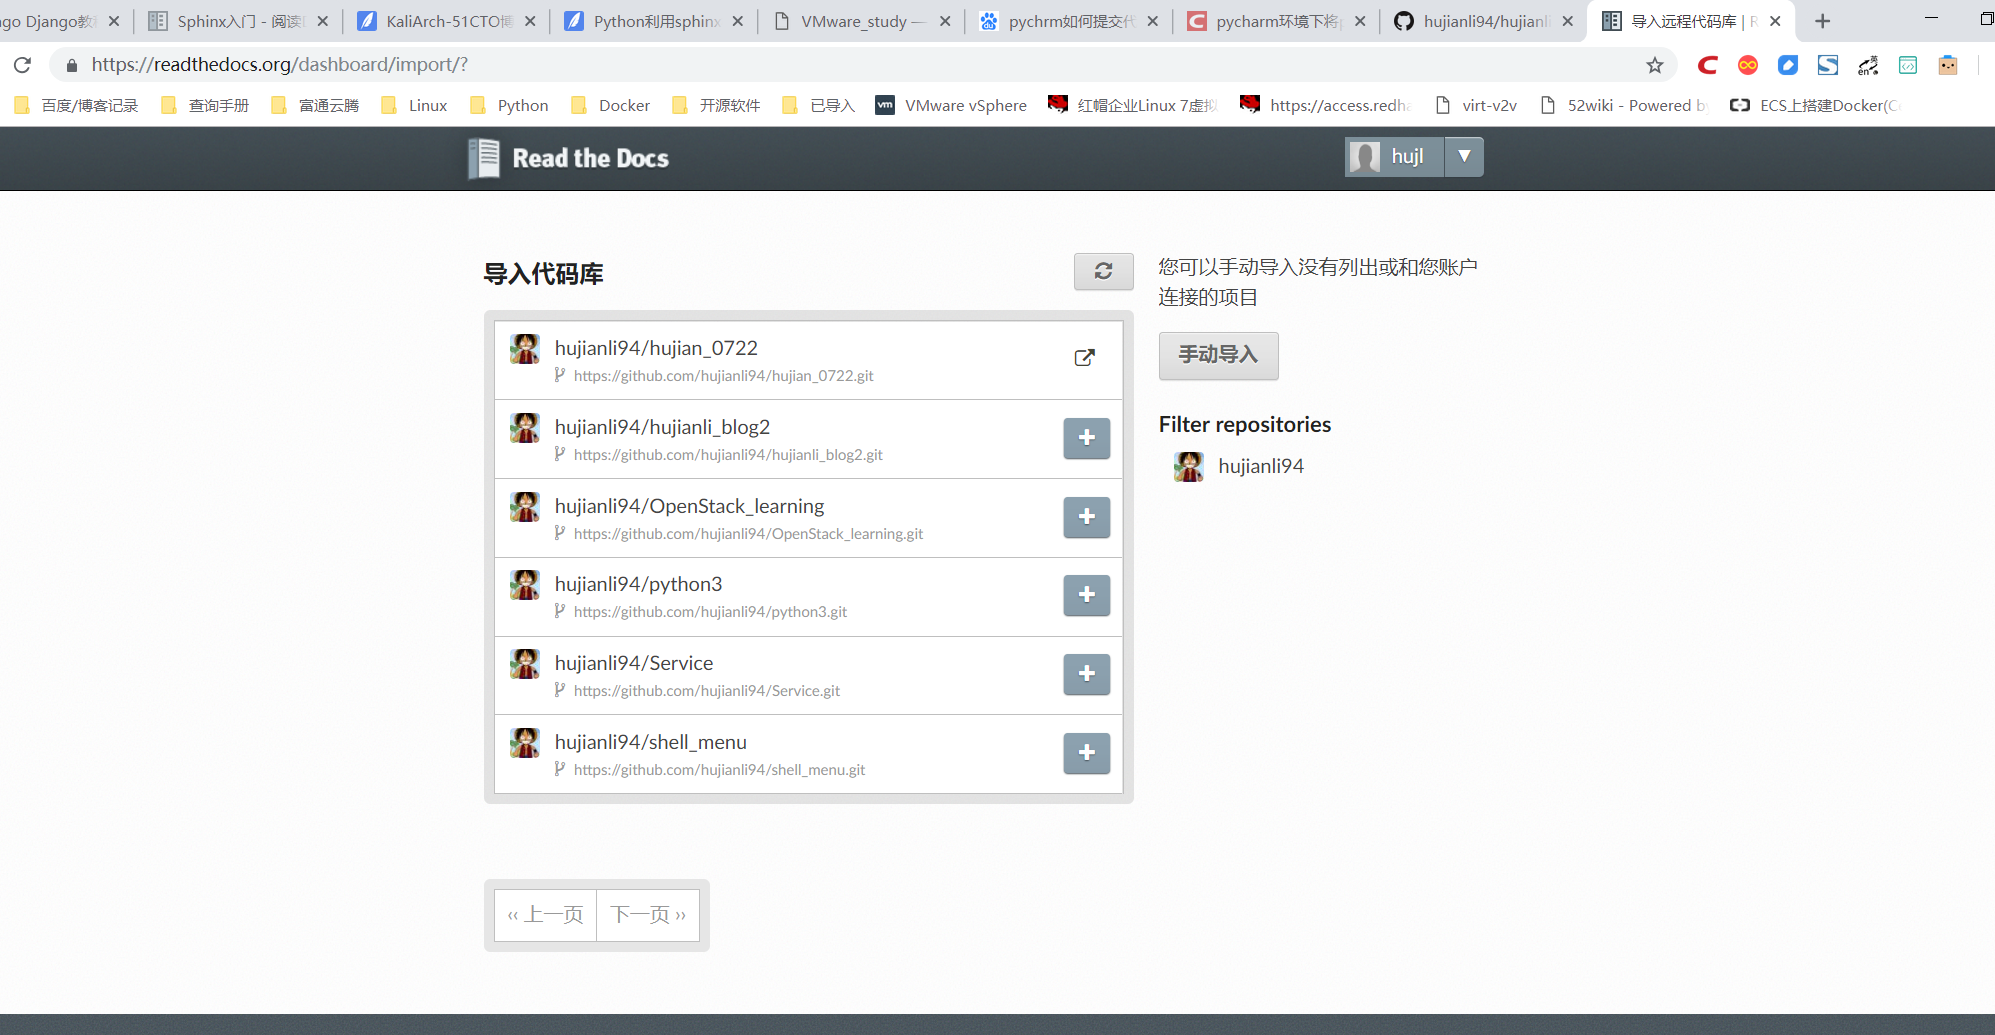 ngo Django教
Sphinx入门 - 阅读
KaliArch-51CTO博
Python利用sphinx
VMware_study —
pychrm如何提交代
pycharm环境下将
hujianli94/hujianli
导入远程代码库 | R
https://readthedocs.org/dashboard/import/?
百度/博客记录
查询手册
富通云腾
Linux
Python
Docker
开源软件
已导入
vm VMware vSphere
红帽企业Linux 7虚拟
https://access.redha
virt-v2v
52wiki - Powered by
ECS上搭建Docker(C
Read the Docs
hujl
导入代码库
hujianli94/hujian_0722
https://github.com/hujianli94/hujian_0722.git
hujianli94/hujianli_blog2
https://github.com/hujianli94/hujianli_blog2.git
hujianli94/OpenStack_learning
https://github.com/hujianli94/OpenStack_learning.git
hujianli94/python3
https://github.com/hujianli94/python3.git
hujianli94/Service
https://github.com/hujianli94/Service.git
hujianli94/shell_menu
https://github.com/hujianli94/shell_menu.git
‹‹ 上一页
下一页 ››
您可以手动导入没有列出或和您账户
连接的项目
手动导入
Filter repositories
hujianli94